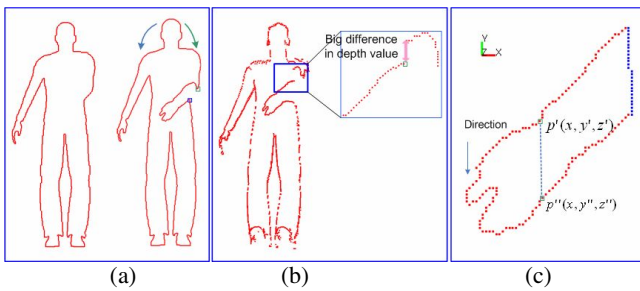 Big difference
in depth value
Y
Z X
Direction
p'(x, y', z')
p''(x, y'', z'')
(a) (b) (c)